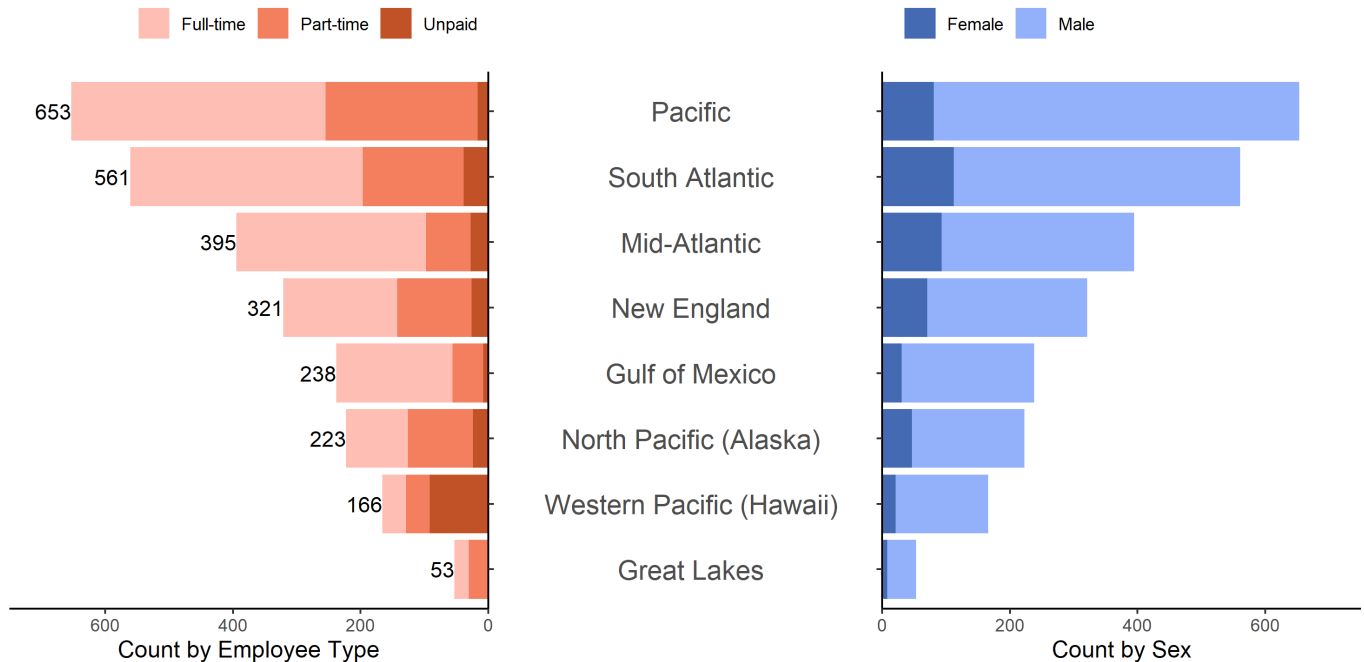 Full-time Part-time Unpaid
Female Male
653 Pacific
561 South Atlantic
395 Mid-Atlantic
321 New England
238 Gulf of Mexico
223 North Pacific (Alaska)
166 Western Pacific (Hawaii)
53 Great Lakes
600 400 200 0
0 200 400 600
Count by Employee Type
Count by Sex